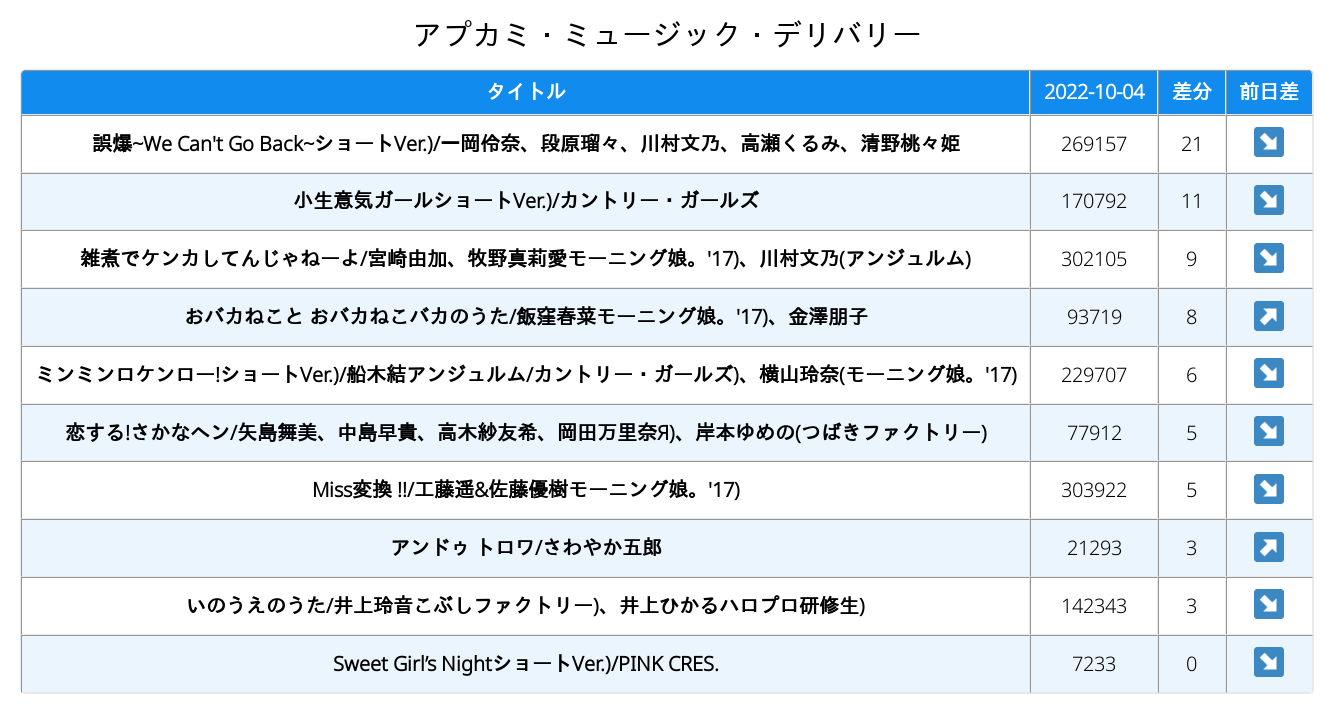 アプカミ・ミュージック・デリバリー
タイトル 2022-10-04 差分 前日差
誤爆~We Can't Go Back~ショートVer.)/一岡伶奈、段原瑠々、川村文乃、高瀬くるみ、清野桃々姫 269157 21
小生意気ガールショートVer.)/カントリー・ガールズ 170792 11
雑煮でケンカしてんじゃねーよ/宮崎由加、牧野真莉愛モーニング娘。'17)、川村文乃(アンジュルム) 302105 9
おバカねこと おバカねこバカのうた/飯窪春菜モーニング娘。'17)、金澤朋子 93719 8
ミンミンロケンロー!ショートVer.)/船木結アンジュルム/カントリー・ガールズ)、横山玲奈(モーニング娘。'17) 229707 6
恋する!さかなヘン/矢島舞美、中島早貴、高木紗友希、岡田万里奈Я)、岸本ゆめの(つばきファクトリー) 77912 5
Miss変換 !!/工藤遥&佐藤優樹モーニング娘。'17) 303922 5
アンドゥ トロワ/さわやか五郎 21293 3
いのうえのうた/井上玲音こぶしファクトリー)、井上ひかるハロプロ研修生) 142343 3
Sweet Girl’s NightショートVer.)/PINK CRES. 7233 0